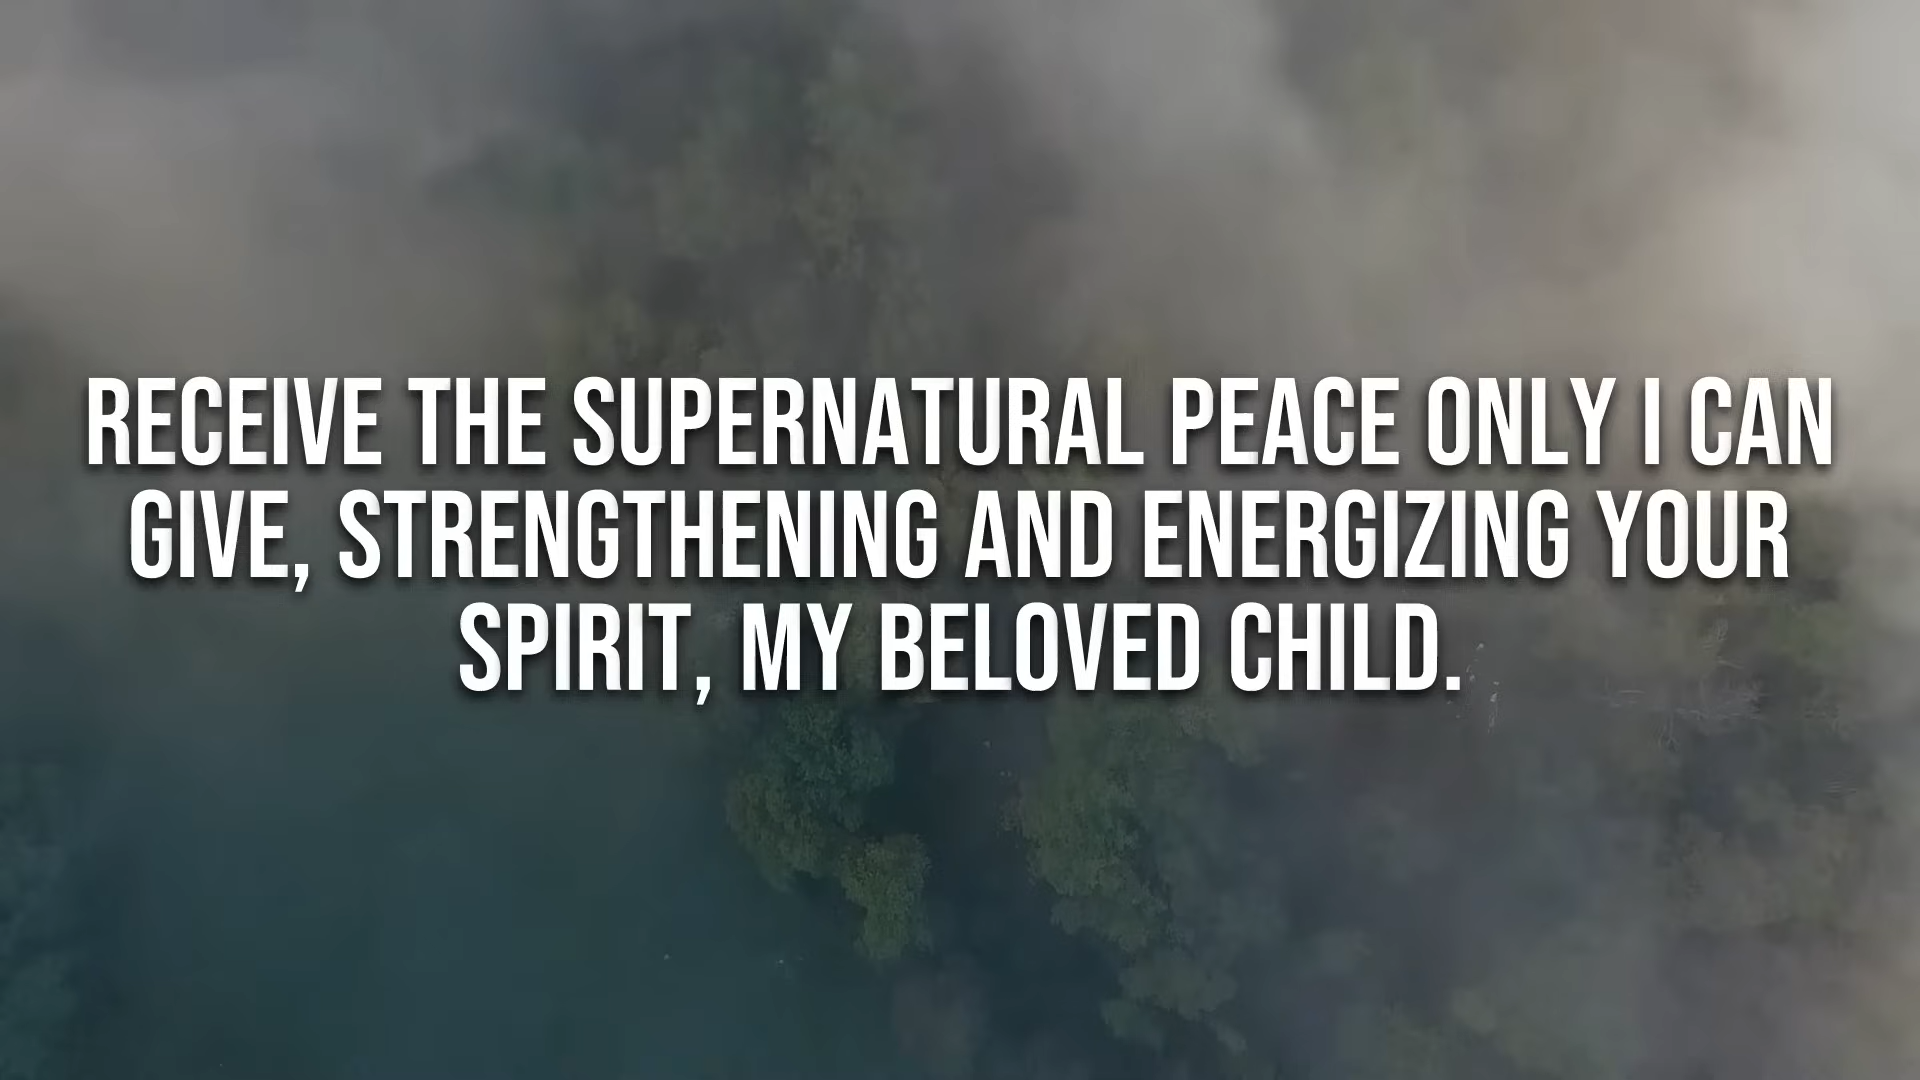 RECEIVE THE SUPERNATURAL PEACE ONLY I CAN
GIVE, STRENGTHENING AND ENERGIZING YOUR
SPIRIT, MY BELOVED CHILD.